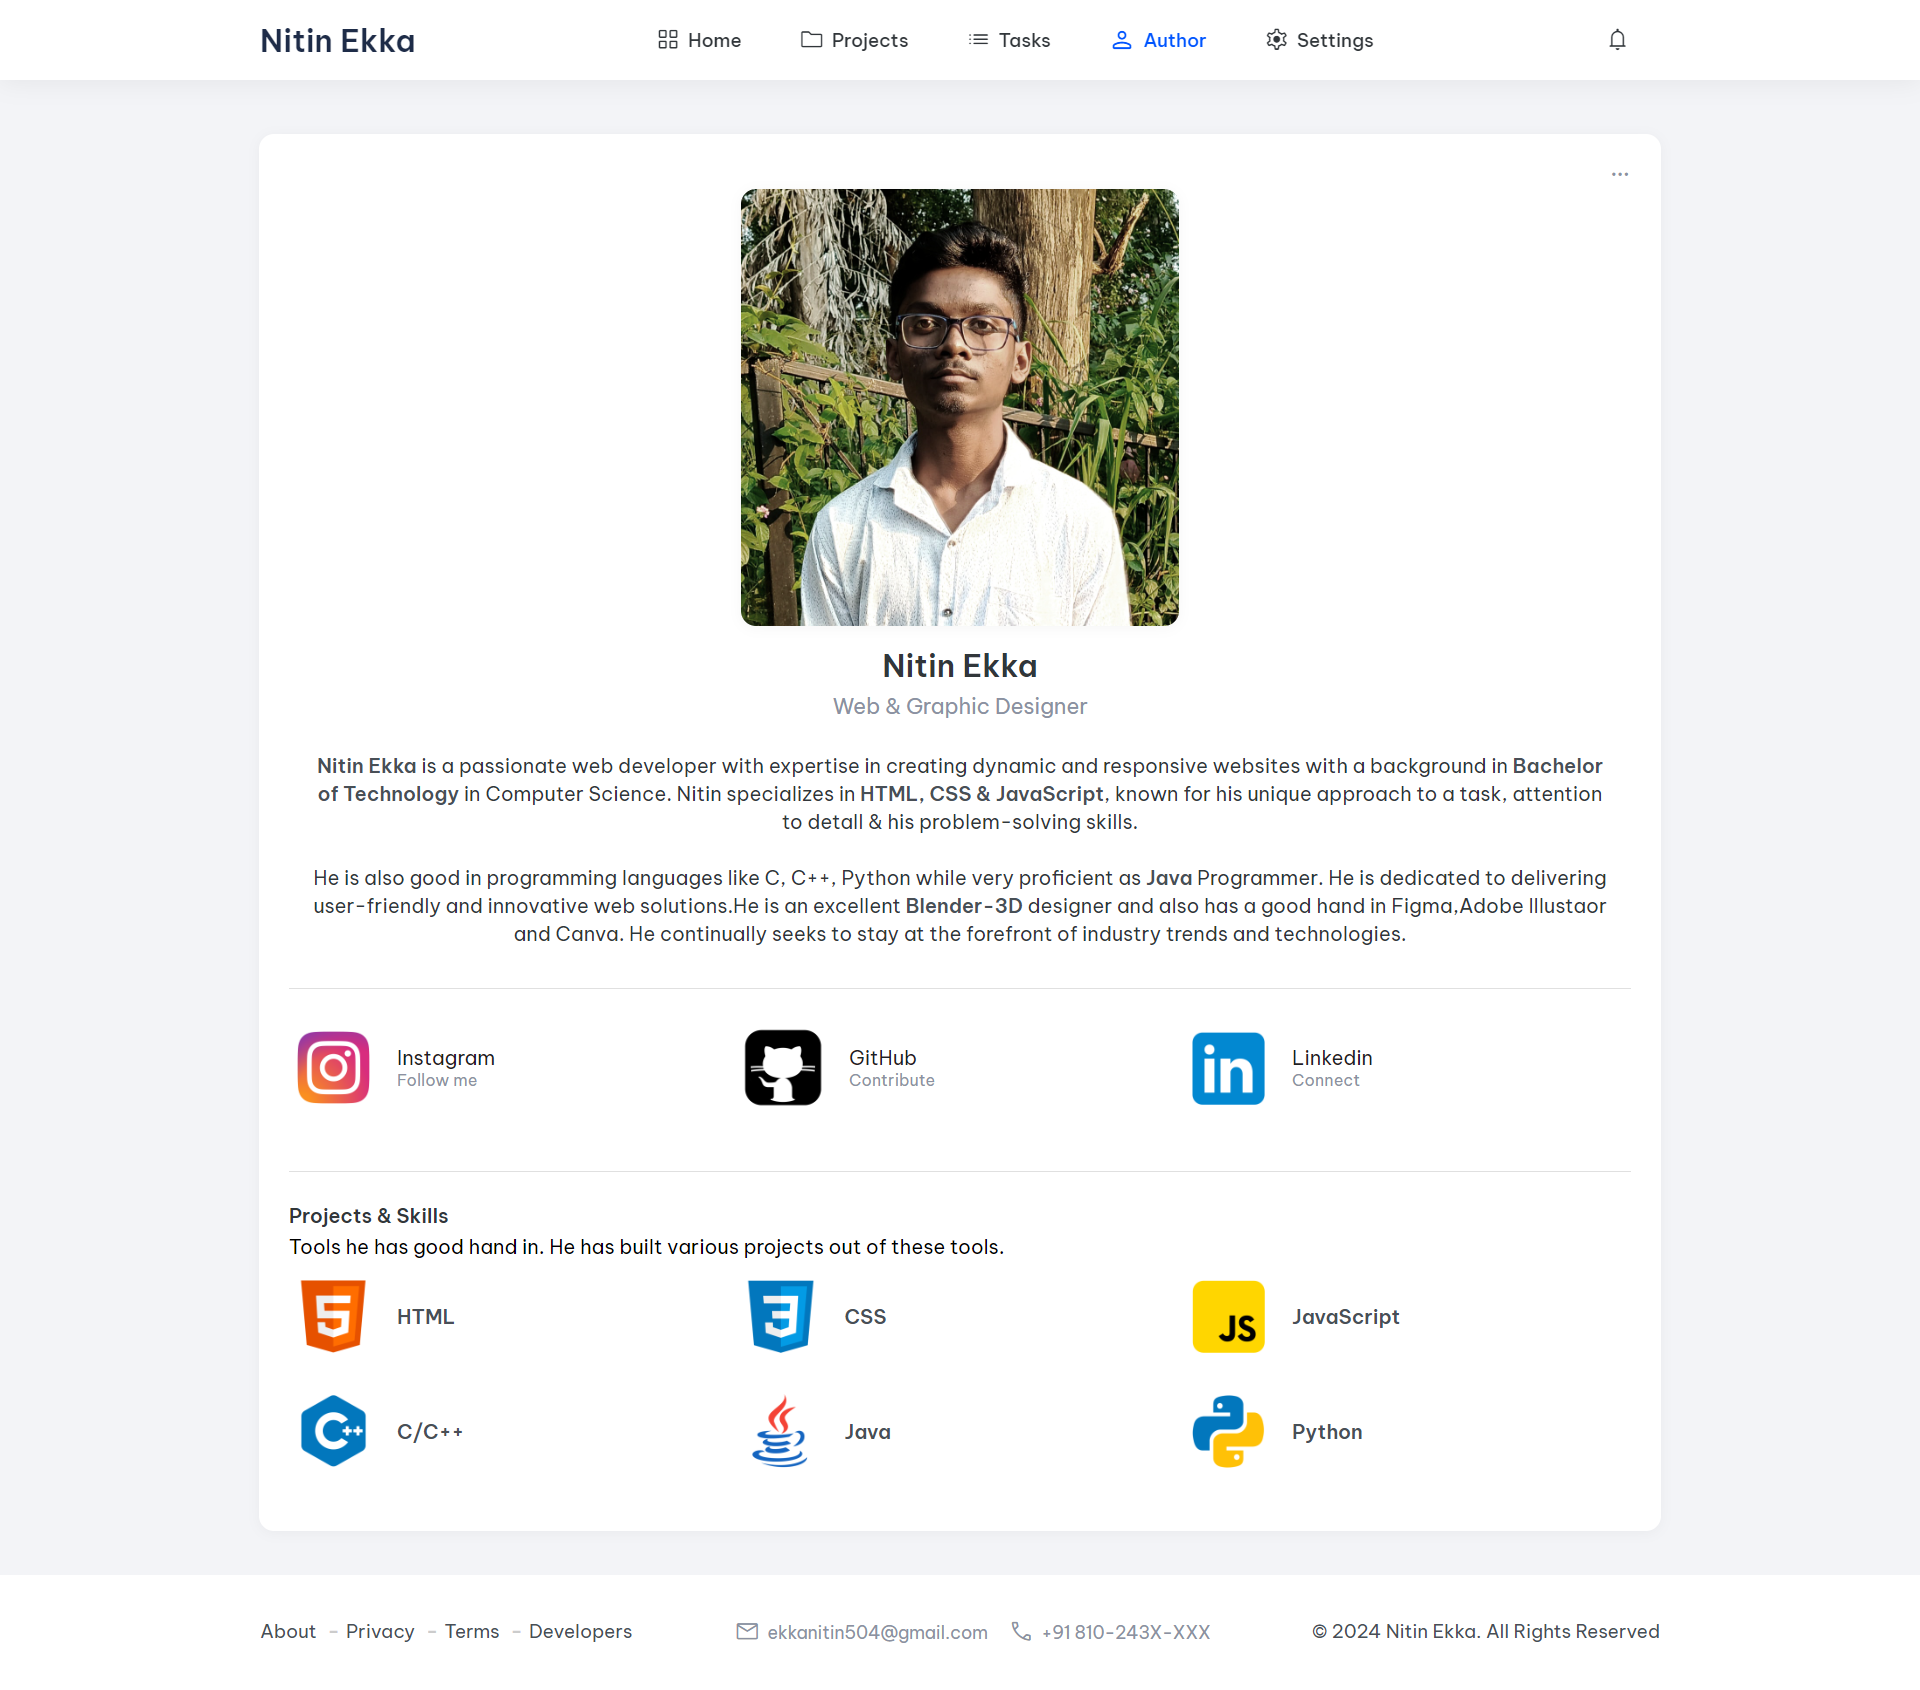 Nitin Ekka
Home
Projects
Tasks
Author
Settings
Nitin Ekka
Web & Graphic Designer
Nitin Ekka is a passionate web developer with expertise in creating dynamic and responsive websites with a background in Bachelor
of Technology in Computer Science. Nitin specializes in HTML, CSS & JavaScript, known for his unique approach to a task, attention
to detall & his problem-solving skills.
He is also good in programming languages like C, C++, Python while very proficient as Java Programmer. He is dedicated to delivering
user-friendly and innovative web solutions.He is an excellent Blender-3D designer and also has a good hand in Figma,Adobe Illustaor
and Canva. He continually seeks to stay at the forefront of industry trends and technologies.
Instagram
Follow me
GitHub
Contribute
in
Linkedin
Connect
Projects & Skills
Tools he has good hand in. He has built various projects out of these tools.
5
HTML
3
CSS
JS
JavaScript
C++
C/C++
Java
Python
About - Privacy - Terms - Developers
ekkanitin504@gmail.com
+91 810-243X-XXX
© 2024 Nitin Ekka. All Rights Reserved